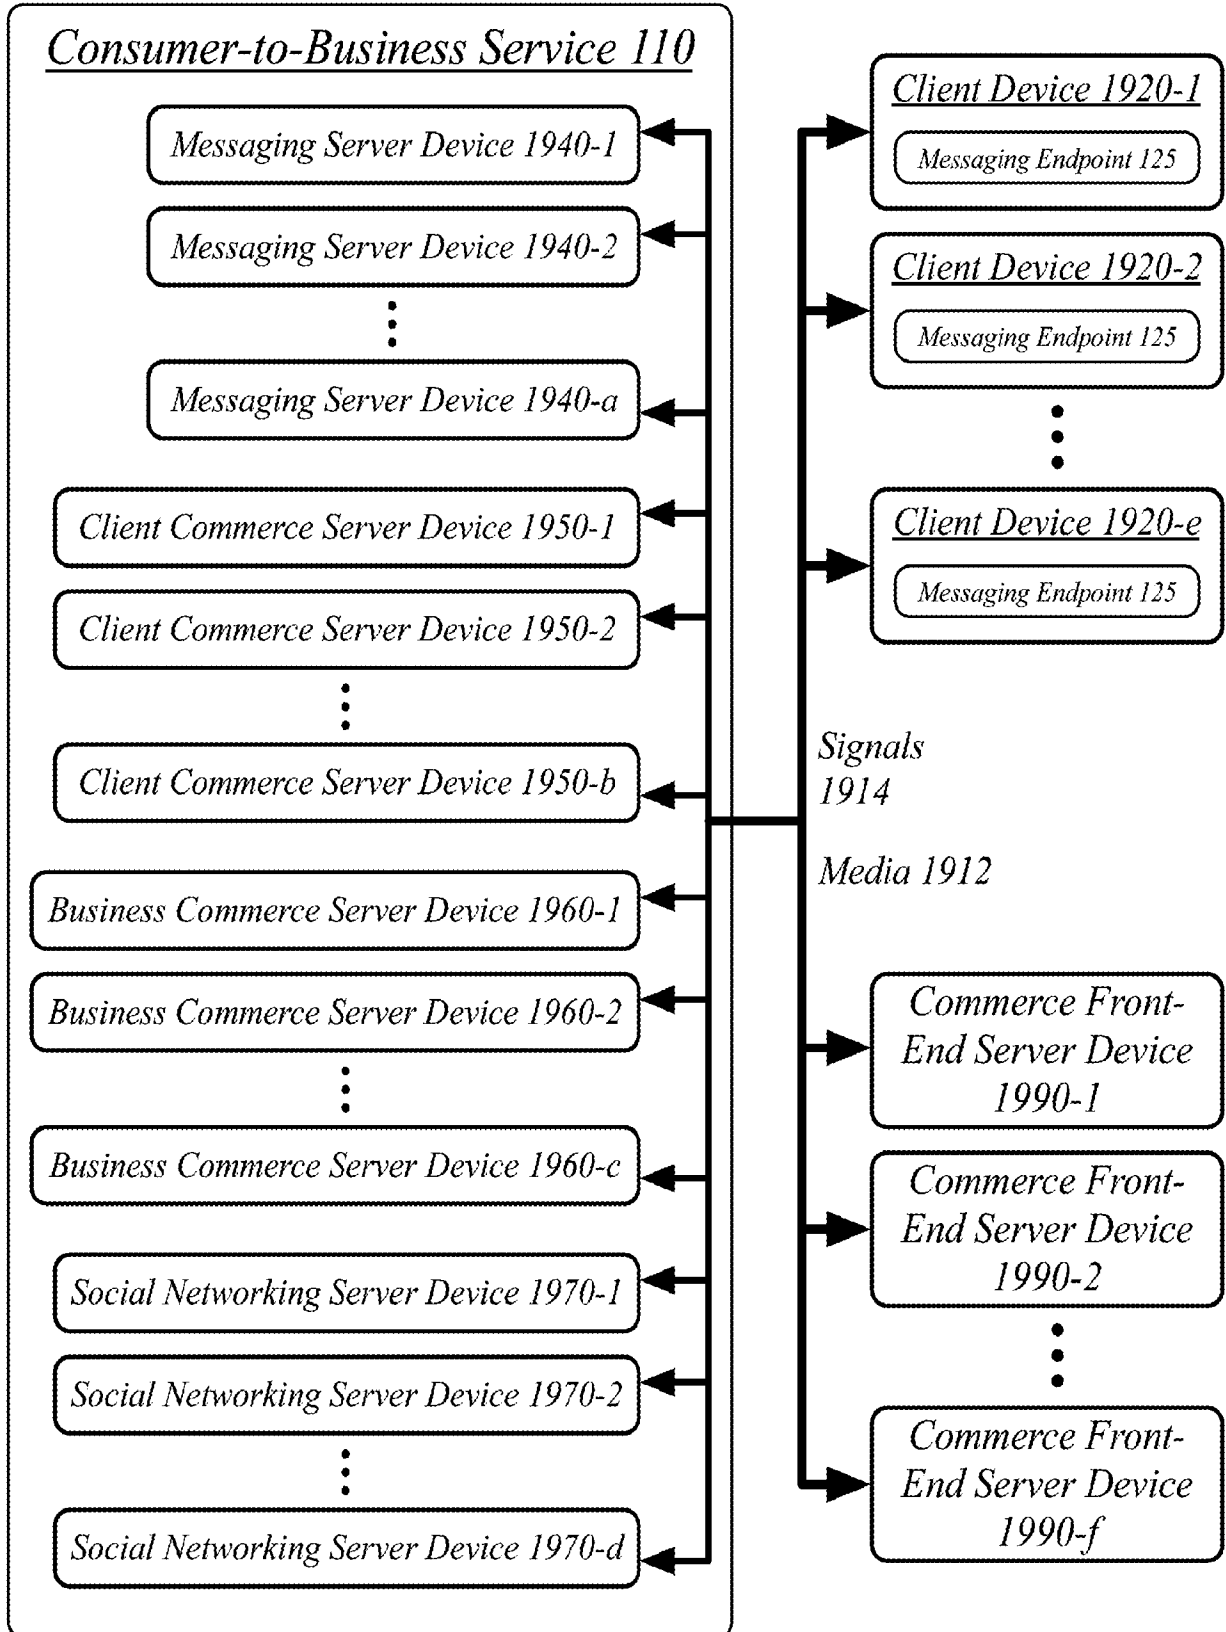 Consumer-to-Business Service 110
Messaging Server Device 1940-1
Messaging Server Device 1940-2
Messaging Server Device 1940-a
Client Commerce Server Device 1950-1
Client Commerce Server Device 1950-2
Client Commerce Server Device 1950-b
Business Commerce Server Device 1960-1
Business Commerce Server Device 1960-2
Business Commerce Server Device 1960-c
Social Networking Server Device 1970-1
Social Networking Server Device 1970-2
Social Networking Server Device 1970-d
Client Device 1920-1
Messaging Endpoint 125
Client Device 1920-2
Messaging Endpoint 125
Client Device 1920-e
Messaging Endpoint 125
Signals
1914
Media 1912
Commerce Front-
End Server Device
1990-1
Commerce Front-
End Server Device
1990-2
Commerce Front-
End Server Device
1990-f